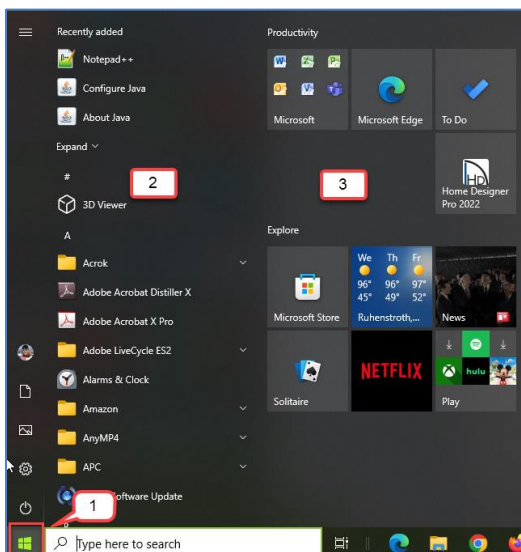 Recently added
Notepad++
Configure Java
About Java
Expand
#
2
3D Viewer
A
Acrok
Adobe Acrobat Distiller X
Adobe Acrobat X Pro
Adobe LiveCycle ES2
Alarms & Clock
Amazon
AnyMP4
APC
1
oftware Update
Type here to search
Productivity
Microsoft
Microsoft Edge
To Do
3
HD
Home Designer
Pro 2022
Explore
Microsoft Store
We Th Fr
96° 96° 97°
45° 49° 52°
Ruhenstroth,...
News
Solitaire
NETFLIX
hulu
Play